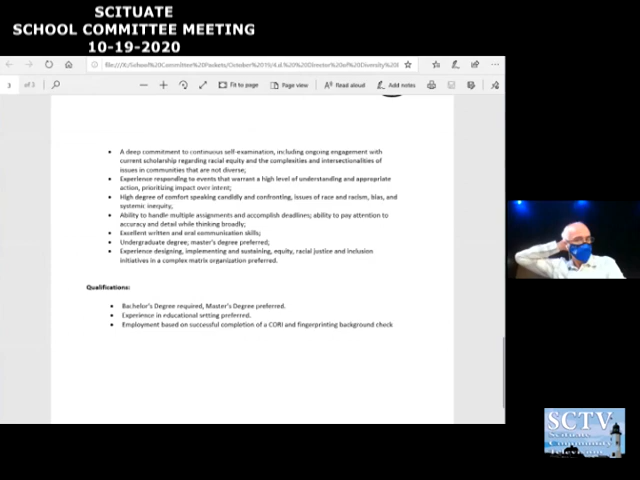 SCITUATE
SCHOOL COMMITTEE MEETING
10-19-2020
3 of 3
Fit to page
Page view
Read aloud
Add notes
• A deep commitment to continuous self-examination, including ongoing engagement with
current scholarship regarding racial equity and the complexities and intersectionalities of
issues in communities that are not diverse;
• Experience responding to events that warrant a high level of understanding and appropriate
action, prioritizing impact over intent;
• High degree of comfort speaking candidly and confronting, issues of race and racism, bias, and
systemic inequity,
• Ability to handle multiple assignments and accomplish deadlines; ability to pay attention to
accuracy and detail while thinking broadly;
• Excellent written and oral communication skills;
• Undergraduate degree, master's degree preferred;
• Experience designing, implementing and sustaining, equity, racial justice and inclusion
initiatives in a complex matrix organization preferred.
Qualifications:
• Bachelor's Degree required, Master's Degree preferred.
• Experience in educational setting preferred.
• Employment based on successful completion of a CORI and fingerprinting background check
SCTV
Scituate
Community
Television